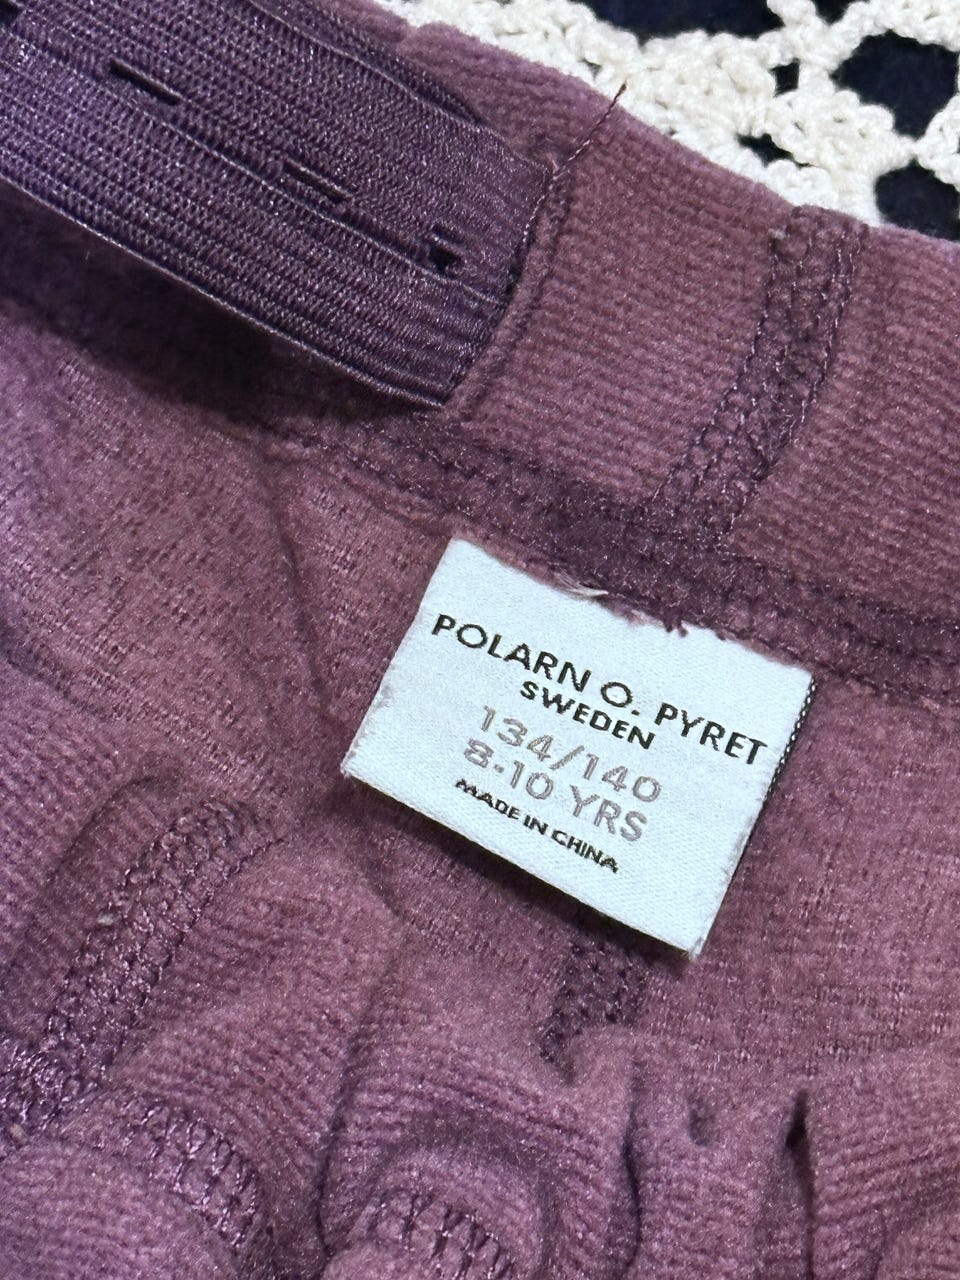 POLARN O. PYRET
SWEDEN
134/140
8-10 YRS
MADE IN CHINA